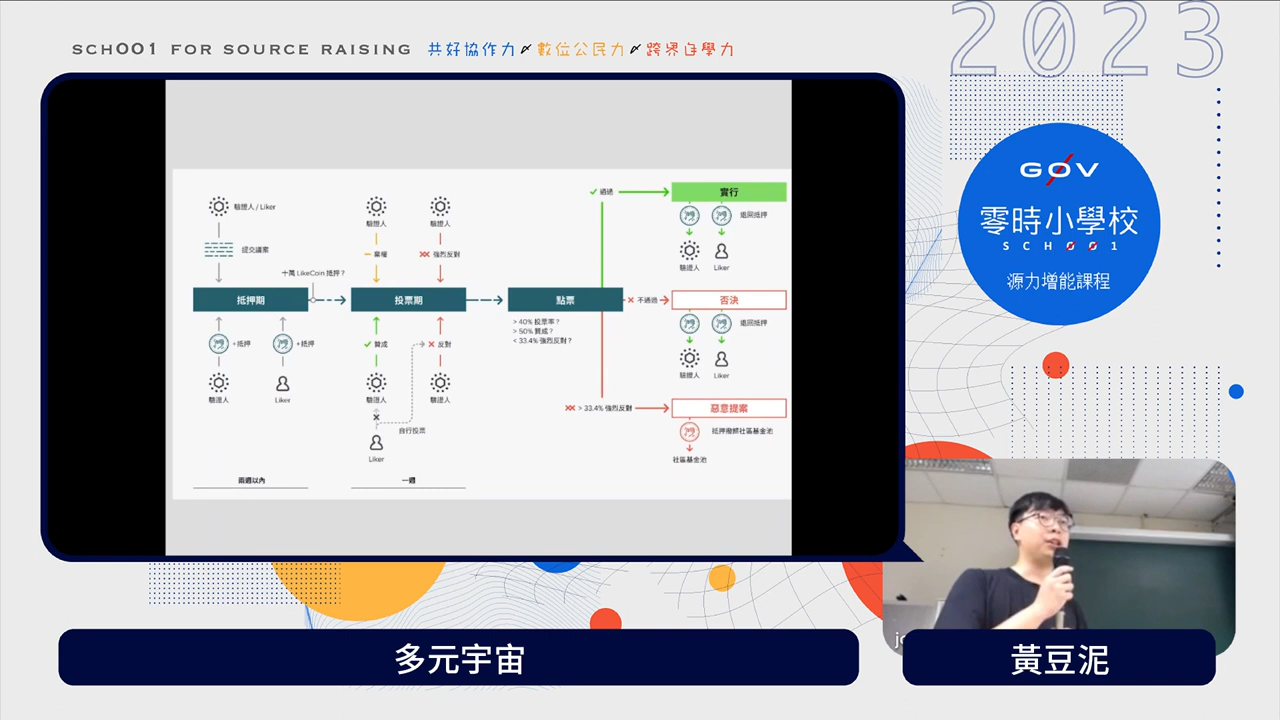 SCH001 FOR SOURCE RAISING 共好協作力 〆 數位公民力 〆 跨界自學力
2023
GØV
零時小學校
SCH001
源力增能課程
驗證人 / Liker
提交議案
十萬 LikeCoin 抵押？
抵押期
+抵押
+抵押
驗證人
Liker
兩週以內
驗證人
驗證人
棄權
強烈反對
投票期
贊成
反對
驗證人
驗證人
自行投票
Liker
一週
點票
> 40% 投票率？
> 50% 贊成？
< 33.4% 強烈反對？
通過
實行
退回抵押
驗證人
Liker
不通過
否決
退回抵押
驗證人
Liker
> 33.4% 強烈反對
惡意提案
抵押撥歸社區基金池
社區基金池
多元宇宙
黃豆泥